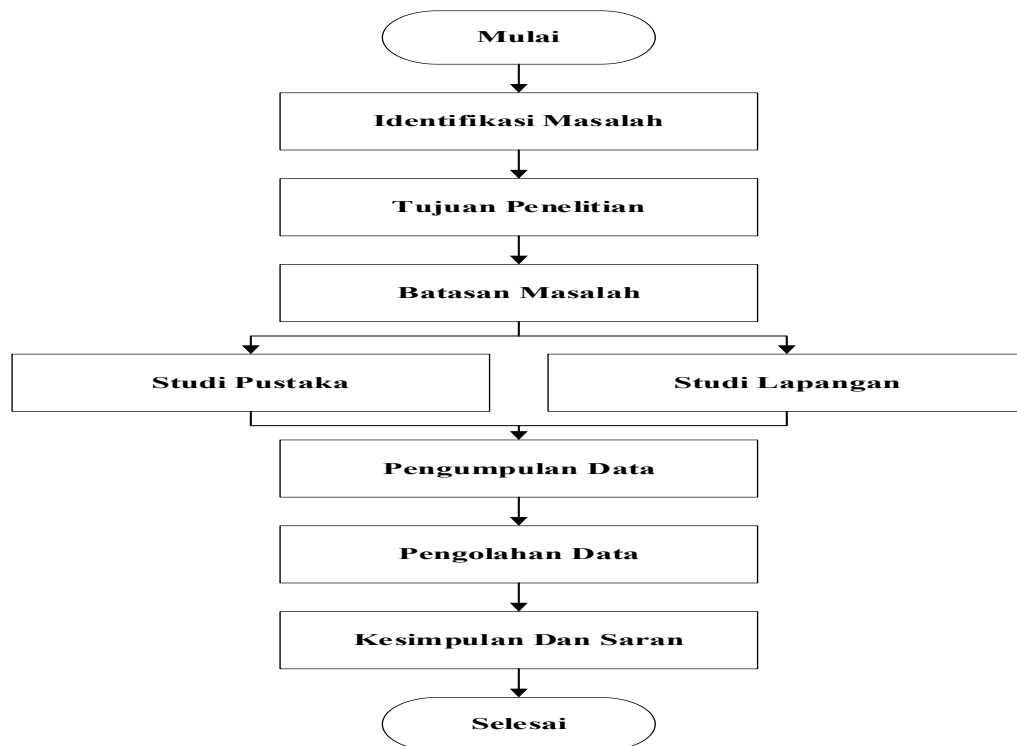 Mulai
Identifikasi Masalah
Tujuan Penelitian
Batasan Masalah
Studi Pustaka
Studi Lapangan
Pengumpulan Data
Pengolahan Data
Kesimpulan Dan Saran
Selesai